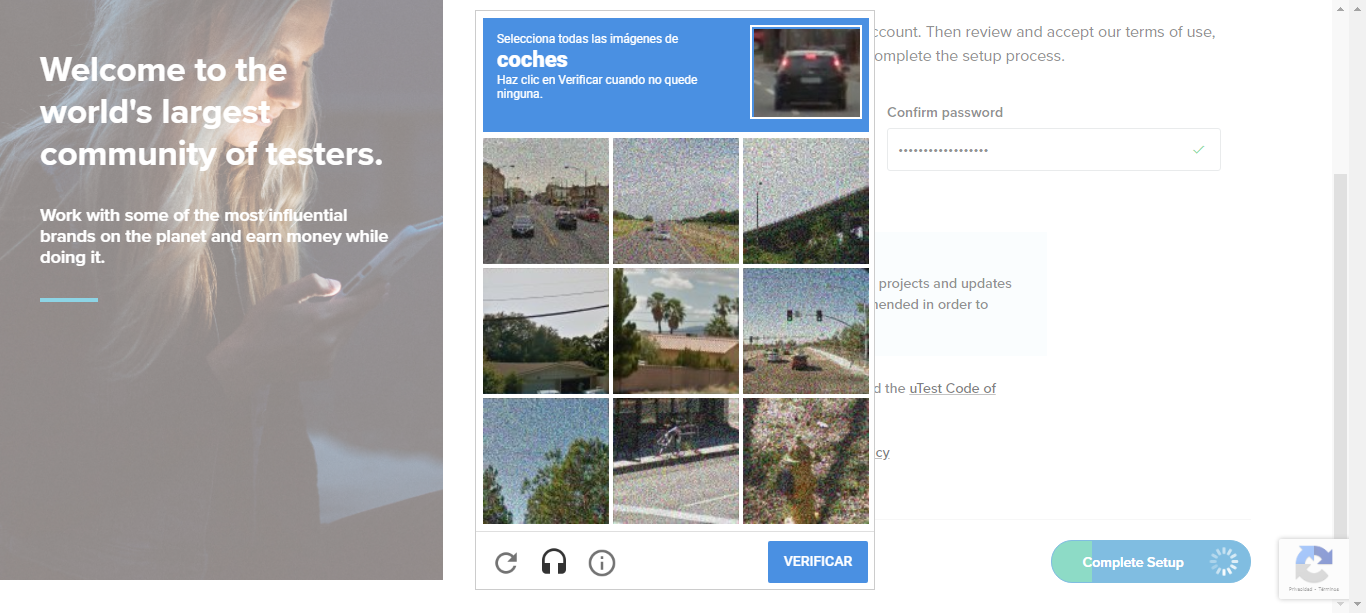 Welcome to the
world's largest
community of testers.
Work with some of the most influential
brands on the planet and earn money while
doing it.
Selecciona todas las imágenes de
coches
Haz clic en Verificar cuando no quede
ninguna.
VERIFICAR
ccount. Then review and accept our terms of use,
omplete the setup process.
Confirm password
projects and updates
nended in order to
d the uTest Code of
cy
Complete Setup
Privacidad - Términos